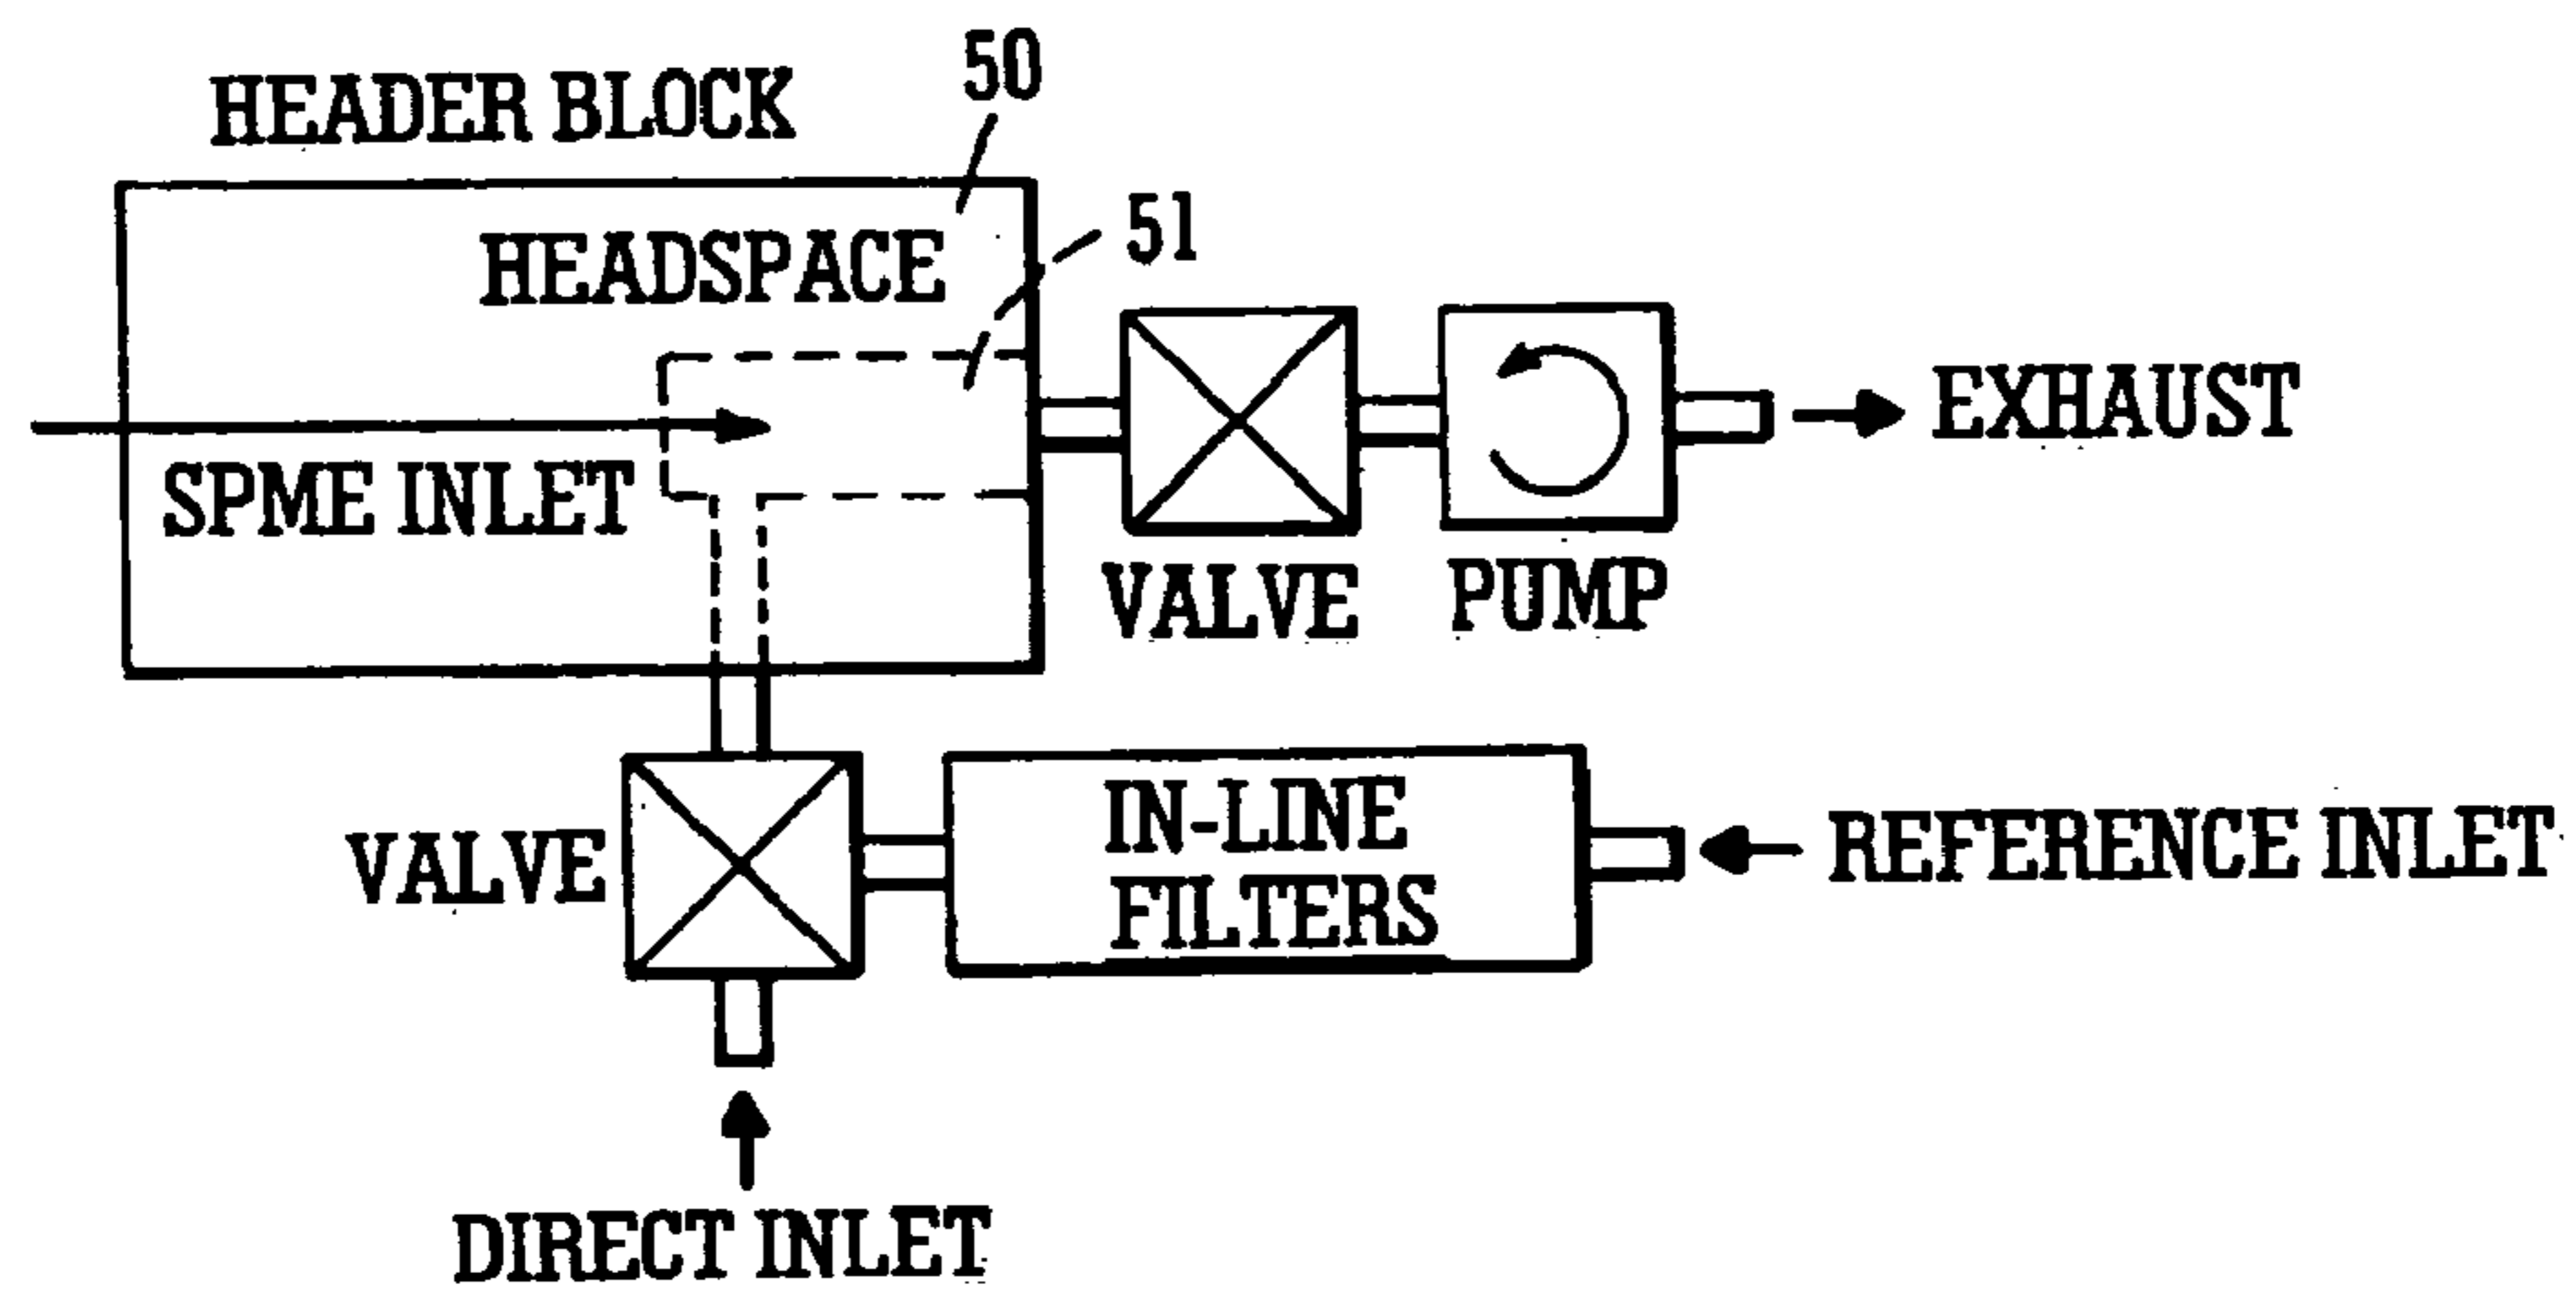 HEADER BLOCK
50
HEADSPACE
51
SPME INLET
VALVE
PUMP
EXHAUST
VALVE
IN-LINE
FILTERS
REFERENCE INLET
DIRECT INLET